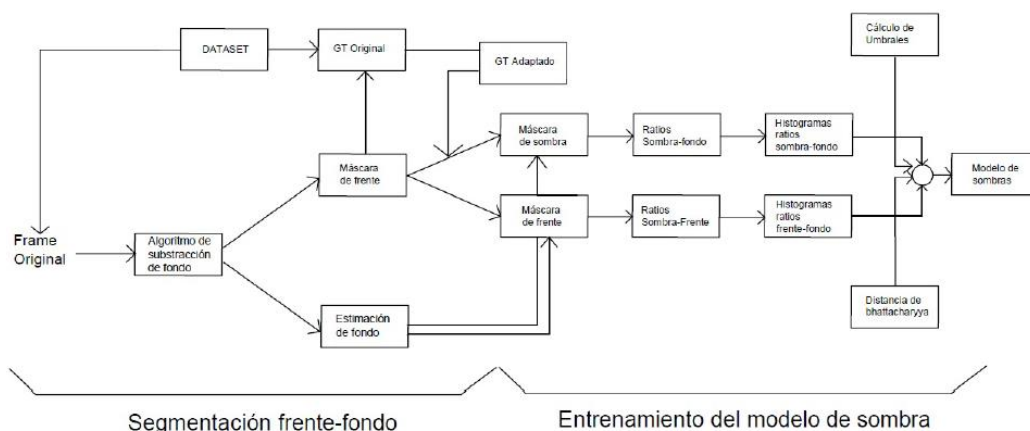 DATASET
GT Original
GT Adaptado
Cálculo de
Umbrales
Máscara
de sombra
Ratios
Sombra-fondo
Histogramas
ratios
sombra-fondo
Máscara
de frente
Modelo de
sombras
Máscara
de frente
Ratios
Sombra-Frente
Histogramas
ratios
frente-fondo
Frame
Original
Algoritmo de
substracción
de fondo
Estimación
de fondo
Distancia de
bhattacharyya
Segmentación frente-fondo
Entrenamiento del modelo de sombra